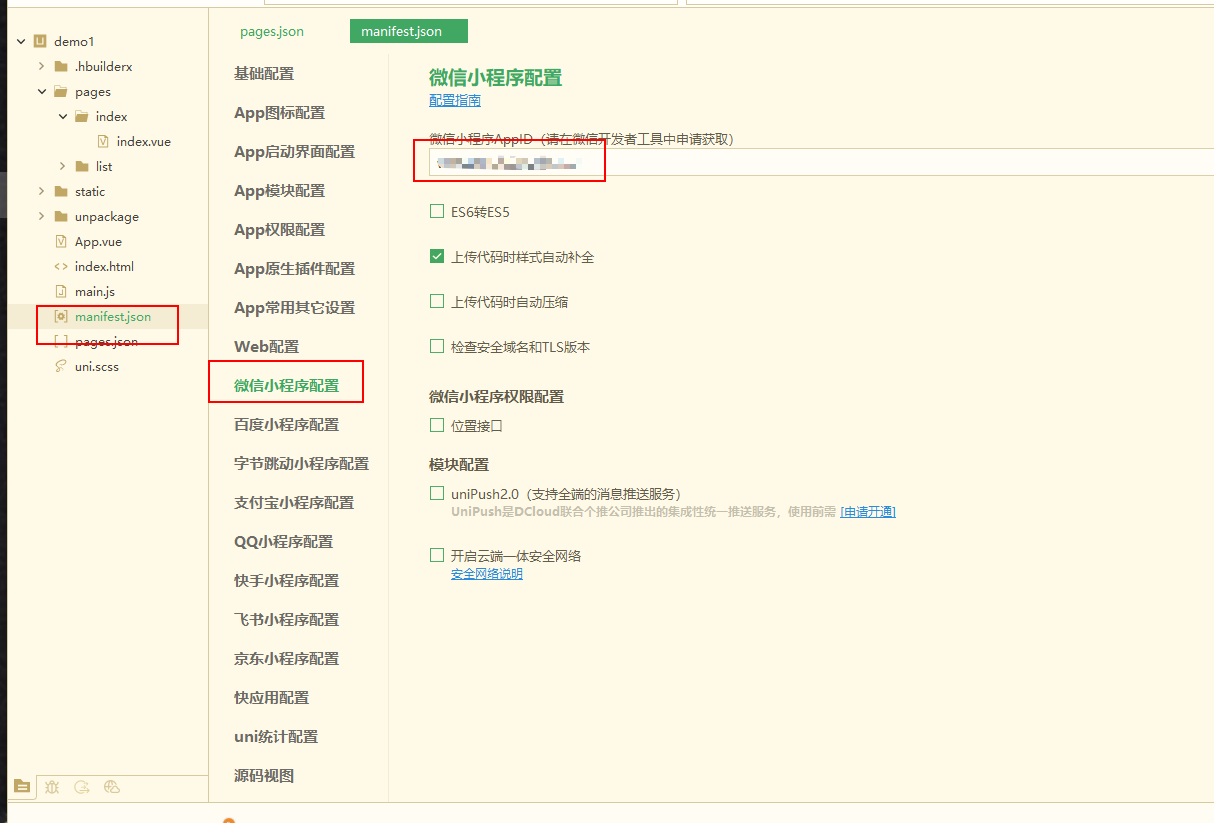 demo1
.hbuilderx
pages
index
index.vue
list
static
unpackage
App.vue
index.html
main.js
manifest.json
pages.json
uni.scss
pages.json
manifest.json
基础配置
App图标配置
App启动界面配置
App模块配置
App权限配置
App原生插件配置
App常用其它设置
Web配置
微信小程序配置
百度小程序配置
字节跳动小程序配置
支付宝小程序配置
QQ小程序配置
快手小程序配置
飞书小程序配置
京东小程序配置
快应用配置
uni统计配置
源码视图
微信小程序配置
配置指南
微信小程序AppID（请在微信开发者工具中申请获取）
ES6转ES5
上传代码时样式自动补全
上传代码时自动压缩
检查安全域名和TLS版本
微信小程序权限配置
位置接口
模块配置
uniPush2.0（支持全端的消息推送服务）
UniPush是DCloud联合个推公司推出的集成性统一推送服务，使用前需 [申请开通]
开启云端一体安全网络
安全网络说明